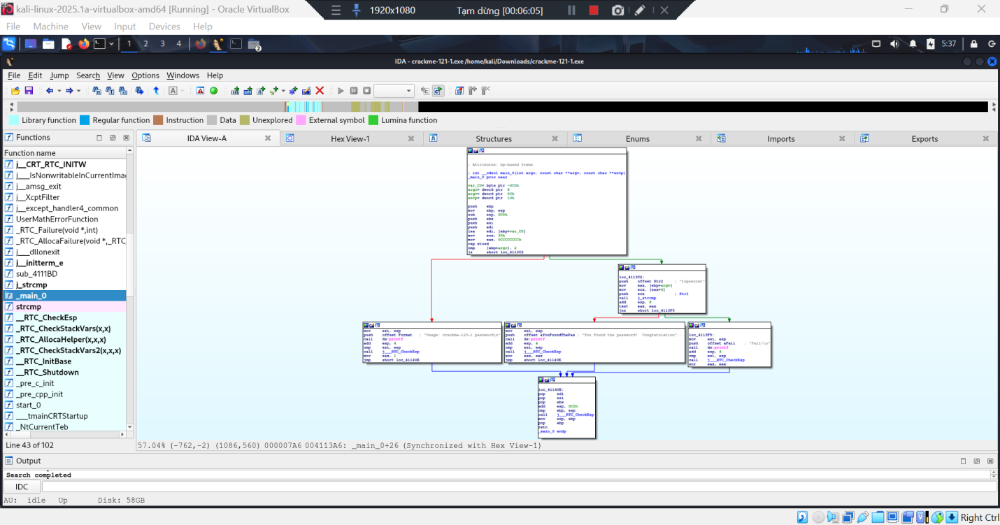 kali-linux-2025.1a-virtualbox-amd64 [Running] - Oracle VirtualBox
1920x1080
Tạm dừng [00:06:05]
File Machine View Input Devices Help
1 2 3 4
2
5:37
IDA - crackme-121-1.exe /home/kali/Downloads/crackme-121-1.exe
File Edit Jump Search View Options Windows Help
Library function Regular function Instruction Data Unexplored External symbol Lumina function
Functions
IDA View-A
Hex View-1
Structures
Enums
Imports
Exports
Function name
j__CRT_RTC_INITW
j___IsNonwritableInCurrentImag
j__amsg_exit
j__XcptFilter
j__except_handler4_common
UserMathErrorFunction
_RTC_Failure(void *,int)
_RTC_AllocaFailure(void *,_RTC
j___dllonexit
j__initterm_e
sub_4111BD
j_strcmp
_main_0
strcmp
__RTC_CheckEsp
_RTC_CheckStackVars(x,x)
_RTC_AllocaHelper(x,x,x)
_RTC_CheckStackVars2(x,x,x)
__RTC_InitBase
__RTC_Shutdown
_pre_c_init
_pre_cpp_init
start_0
___tmainCRTStartup
_NtCurrentTeb
Line 43 of 102
; Attributes: bp-based frame
; int __cdecl main_0(int argc, const char **argv, const char **envp)
_main_0 proc near
var_C0= byte ptr -0C0h
argc= dword ptr 8
argv= dword ptr 0Ch
envp= dword ptr 10h
push ebp
mov ebp, esp
sub esp, 0C0h
push ebx
push esi
push edi
lea edi, [ebp+var_C0]
mov ecx, 30h
mov eax, 0CCCCCCCCh
rep stosd
cmp [ebp+argc], 2
jz short loc_4113C2
loc_4113C2:
push offset Str2 ; "topsecret"
mov eax, [ebp+argv]
mov ecx, [eax+4]
push ecx ; Str1
call j_strcmp
add esp, 8
test eax, eax
jnz short loc_4113F5
mov esi, esp
push offset Format ; "Usage: crackme-123-1 password\n"
call ds:printf
add esp, 4
cmp esi, esp
call j___RTC_CheckEsp
mov eax, 1
jmp short loc_41140E
mov esi, esp
push offset aYouFoundThePas ; "You found the password! Congratulation"...
call ds:printf
add esp, 4
cmp esi, esp
call j___RTC_CheckEsp
xor eax, eax
jmp short loc_41140E
loc_4113F5:
mov esi, esp
push offset aFail ; "Fail!\n"
call ds:printf
add esp, 4
cmp esi, esp
call j___RTC_CheckEsp
xor eax, eax
loc_41140E:
pop edi
pop esi
pop ebx
add esp, 0C0h
cmp ebp, esp
call j___RTC_CheckEsp
mov esp, ebp
pop ebp
retn
_main_0 endp
57.04% (-762,-2) (1086,560) 000007A6 004113A6: _main_0+26 (Synchronized with Hex View-1)
Output
Search completed
IDC
AU: idle Up Disk: 58GB
Right Ctrl